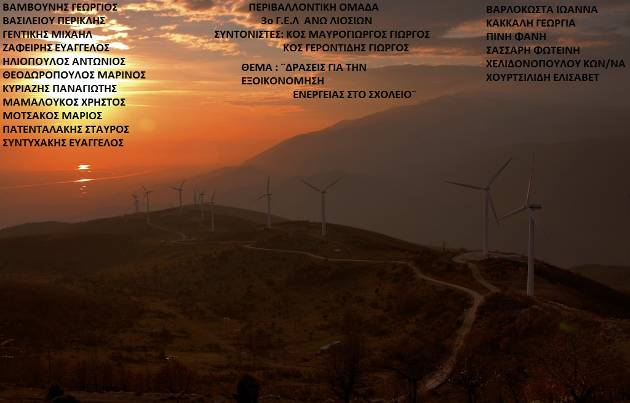 ΒΑΜΒΟΥΝΗΣ ΓΕΩΡΓΙΟΣ
ΒΑΣΙΛΕΙΟΥ ΠΕΡΙΚΛΗΣ
ΓΕΝΤΙΚΗΣ ΜΙΧΑΗΛ
ΖΑΦΕΙΡΗΣ ΕΥΑΓΓΕΛΟΣ
ΗΛΙΟΠΟΥΛΟΣ ΑΝΤΩΝΙΟΣ
ΘΕΟΔΩΡΟΠΟΥΛΟΣ ΜΑΡΙΝΟΣ
ΚΥΡΙΑΖΗΣ ΠΑΝΑΓΙΩΤΗΣ
ΜΑΜΑΛΟΥΚΟΣ ΧΡΗΣΤΟΣ
ΜΟΤΣΑΚΟΣ ΜΑΡΙΟΣ
ΠΑΤΕΝΤΑΛΑΚΗΣ ΣΤΑΥΡΟΣ
ΣΥΝΤΥΧΑΚΗΣ ΕΥΑΓΓΕΛΟΣ
ΠΕΡΙΒΑΛΛΟΝΤΙΚΗ ΟΜΑΔΑ
3ο Γ.Ε.Λ ΑΝΩ ΛΙΟΣΙΩΝ
ΣΥΝΤΟΝΙΣΤΕΣ: ΚΟΣ ΜΑΥΡΟΓΙΩΡΓΟΣ ΓΙΩΡΓΟΣ
ΚΟΣ ΓΕΡΟΝΤΙΔΗΣ ΓΙΩΡΓΟΣ
ΘΕΜΑ : ¨ΔΡΑΣΕΙΣ ΓΙΑ ΤΗΝ
ΕΞΟΙΚΟΝΟΜΗΣΗ
ΕΝΕΡΓΕΙΑΣ ΣΤΟ ΣΧΟΛΕΙΟ¨
ΒΑΡΛΟΚΩΣΤΑ ΙΩΑΝΝΑ
ΚΑΚΚΑΛΗ ΓΕΩΡΓΙΑ
ΠΙΝΗ ΦΑΝΗ
ΣΑΣΣΑΡΗ ΦΩΤΕΙΝΗ
ΧΕΛΙΔΟΝΟΠΟΥΛΟΥ ΚΩΝ/ΝΑ
ΧΟΥΡΤΣΙΛΙΔΗ ΕΛΙΣΑΒΕΤ